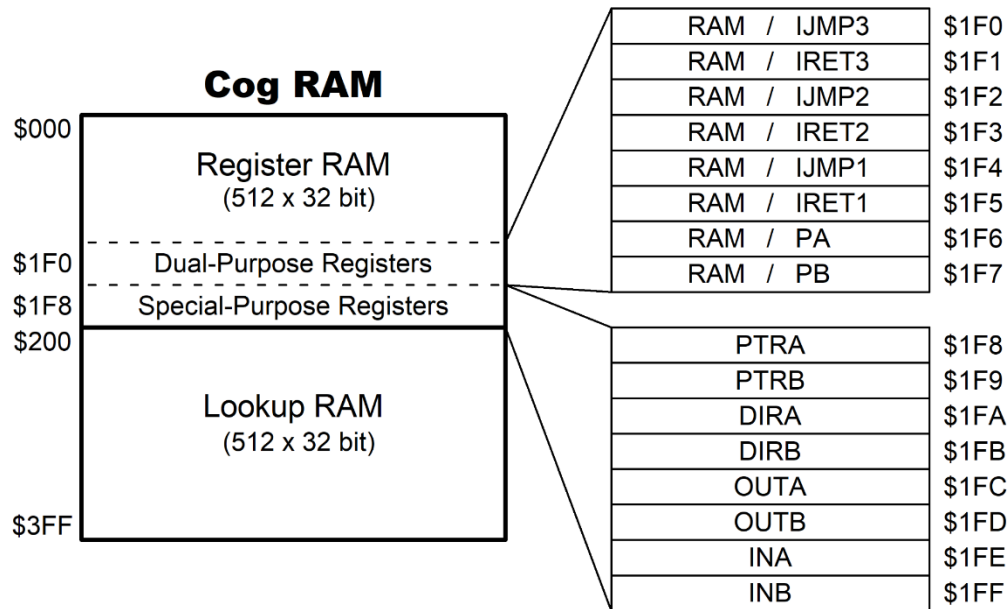 Cog RAM
$000
Register RAM
(512 x 32 bit)
$1F0
Dual-Purpose Registers
$1F8
Special-Purpose Registers
$200
Lookup RAM
(512 x 32 bit)
$3FF
RAM / IJMP3 $1F0
RAM / IRET3 $1F1
RAM / IJMP2 $1F2
RAM / IRET2 $1F3
RAM / IJMP1 $1F4
RAM / IRET1 $1F5
RAM / PA $1F6
RAM / PB $1F7
PTRA $1F8
PTRB $1F9
DIRA $1FA
DIRB $1FB
OUTA $1FC
OUTB $1FD
INA $1FE
INB $1FF